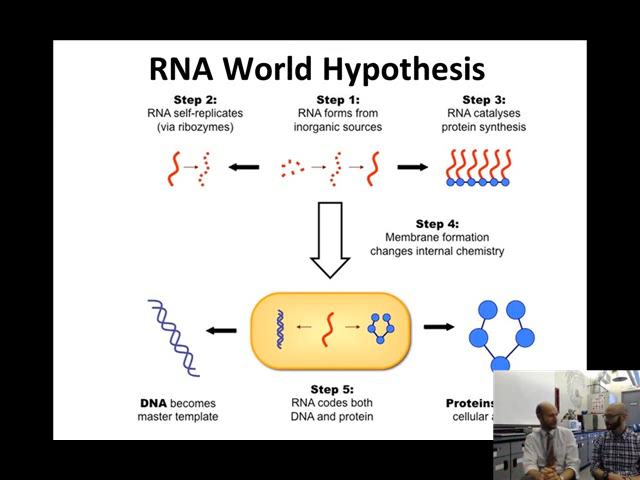 RNA World Hypothesis
Step 2:
RNA self-replicates
(via ribozymes)
Step 1:
RNA forms from
inorganic sources
Step 3:
RNA catalyses
protein synthesis
Step 4:
Membrane formation
changes internal chemistry
DNA becomes
master template
Step 5:
RNA codes both
DNA and protein
Proteins
cellular